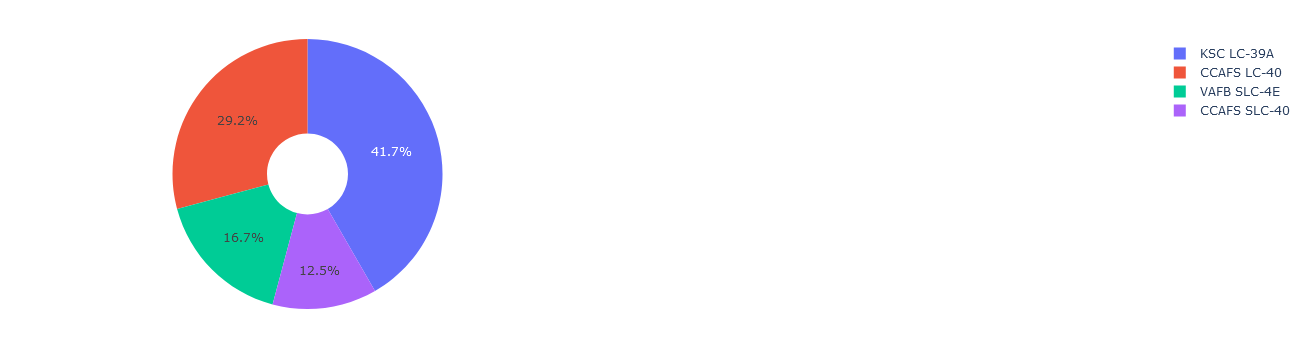 29.2%
41.7%
16.7%
12.5%
KSC LC-39A
CCAFS LC-40
VAFB SLC-4E
CCAFS SLC-40